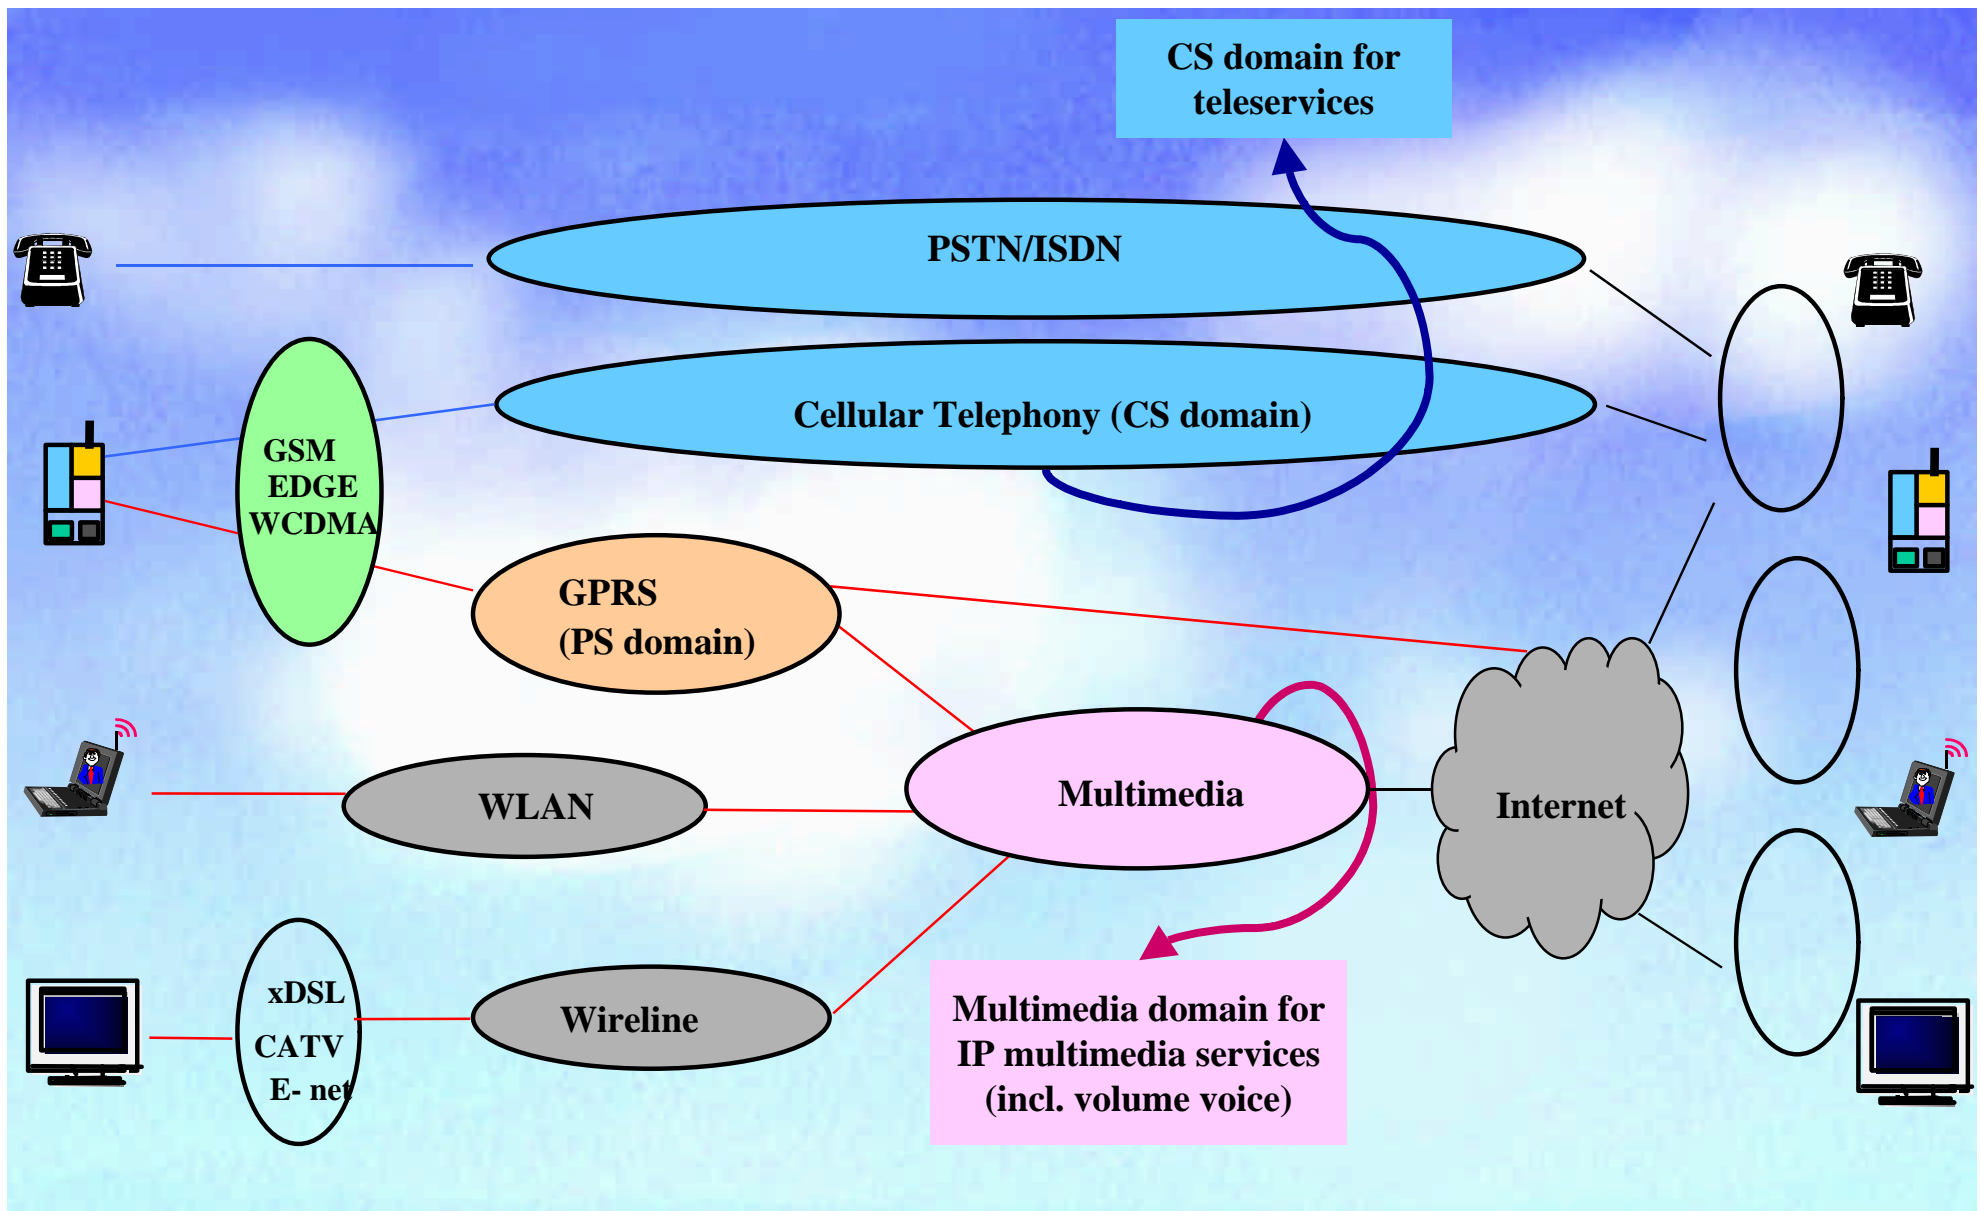 CS domain for
teleservices
PSTN/ISDN
Cellular Telephony (CS domain)
GSM
EDGE
WCDMA
GPRS
(PS domain)
WLAN
Multimedia
Internet
xDSL
CATV
E- net
Wireline
Multimedia domain for
IP multimedia services
(incl. volume voice)